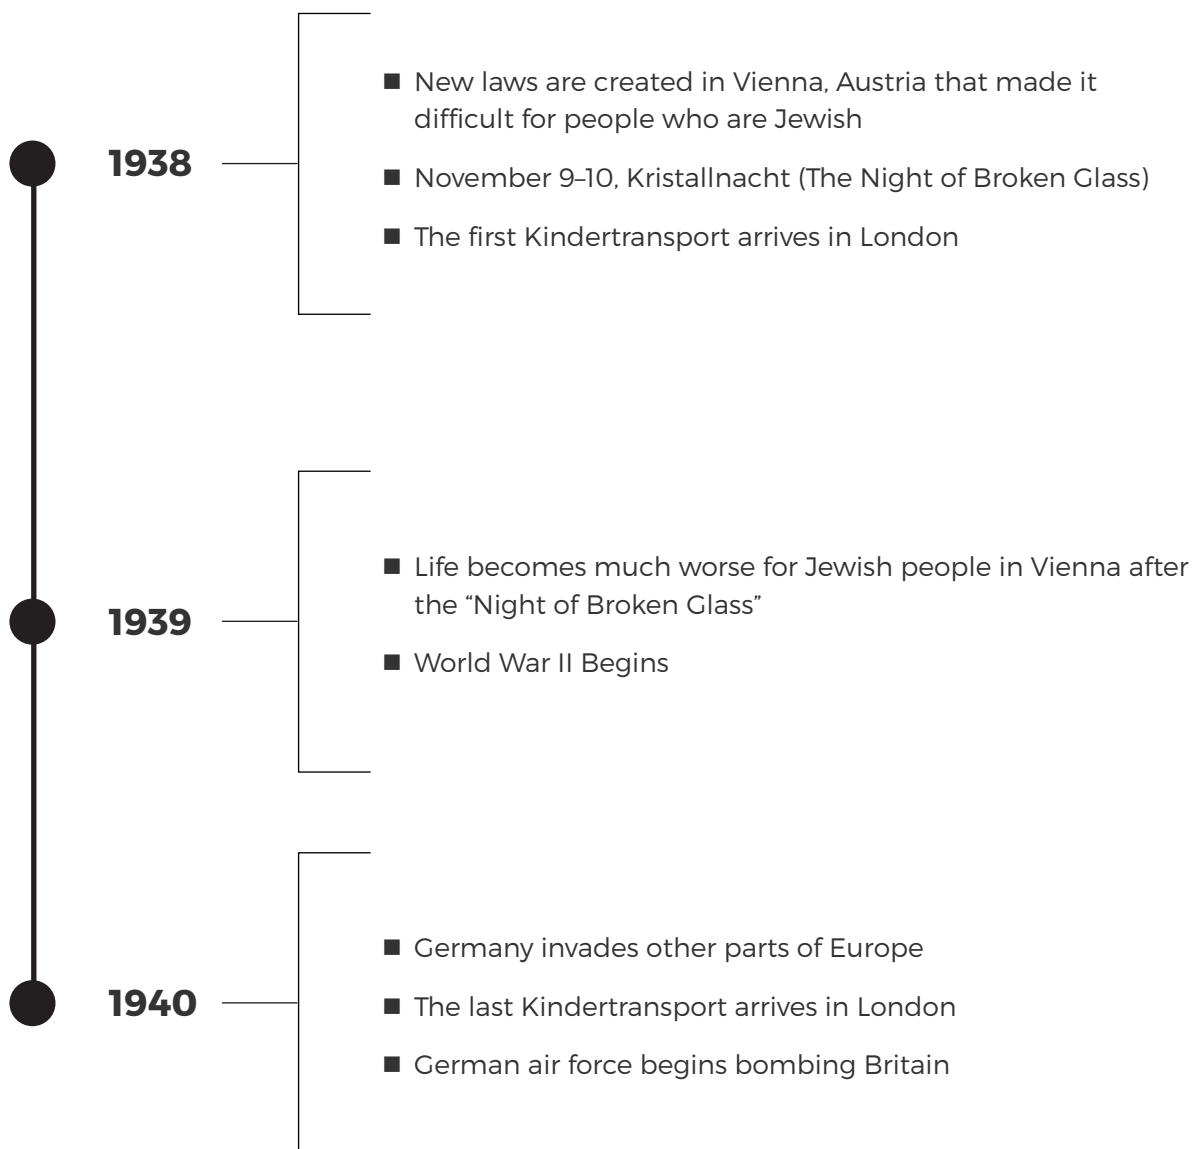 1938
■ New laws are created in Vienna, Austria that made it
difficult for people who are Jewish
■ November 9–10, Kristallnacht (The Night of Broken Glass)
■ The first Kindertransport arrives in London
1939
■ Life becomes much worse for Jewish people in Vienna after
the “Night of Broken Glass”
■ World War II Begins
1940
■ Germany invades other parts of Europe
■ The last Kindertransport arrives in London
■ German air force begins bombing Britain